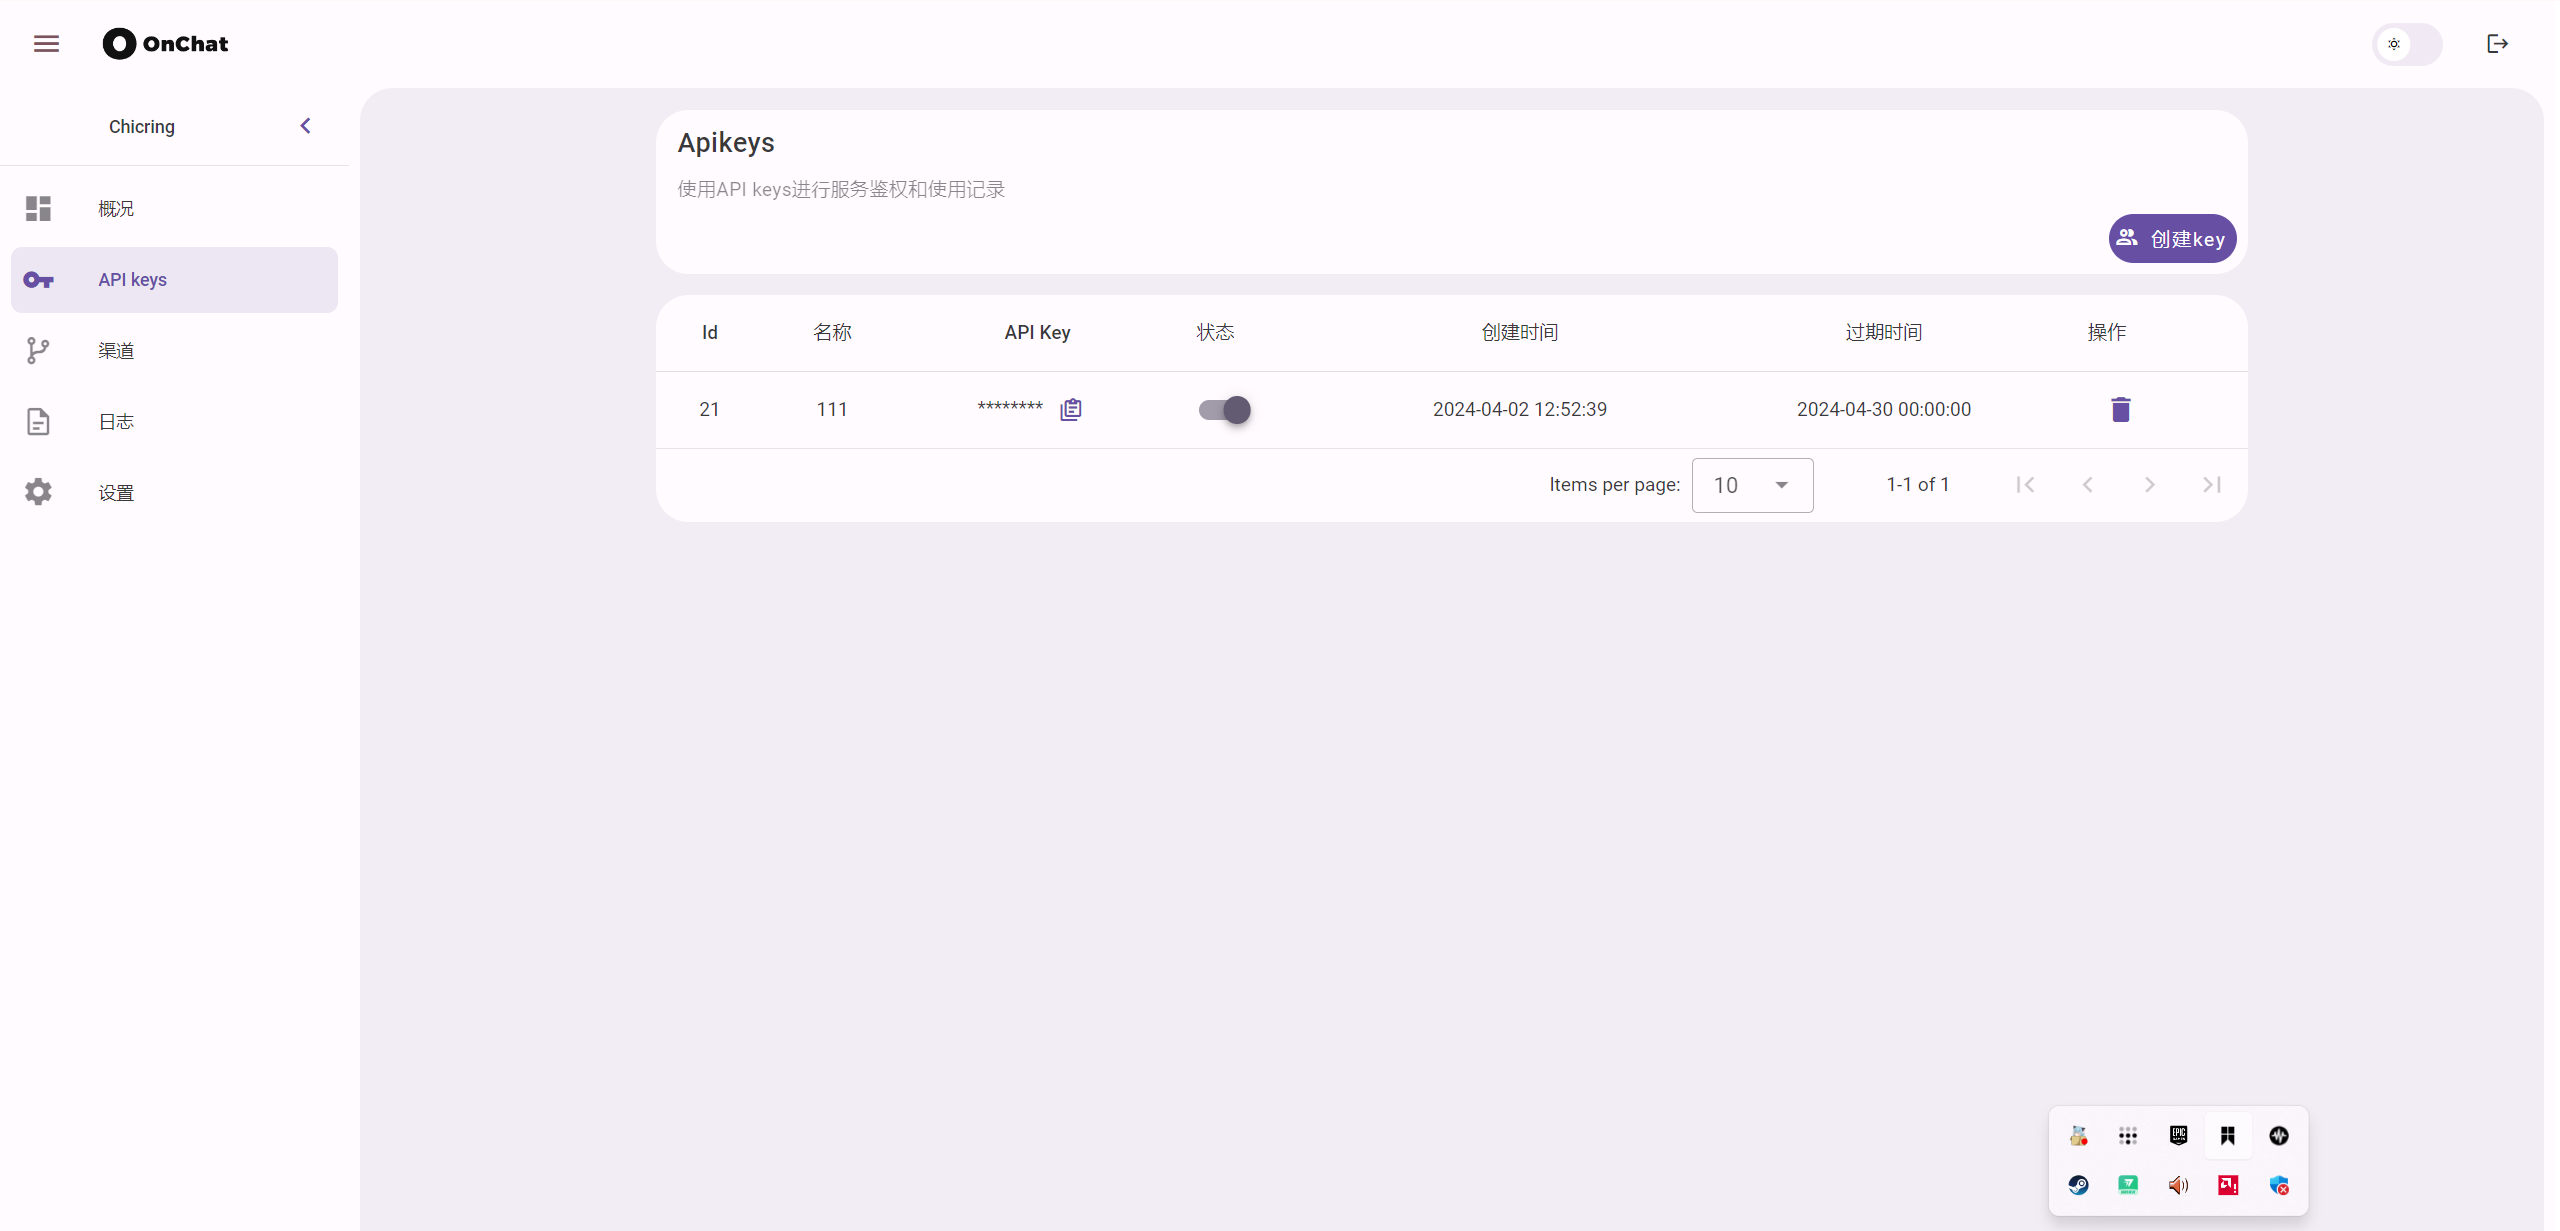 OnChat
Chicring
概况
API keys
渠道
日志
设置
Apikeys
使用API keys进行服务鉴权和使用记录
创建key
Id 名称 API Key 状态 创建时间 过期时间 操作
21 111 ******** 2024-04-02 12:52:39 2024-04-30 00:00:00
Items per page: 10 1-1 of 1
EPIC